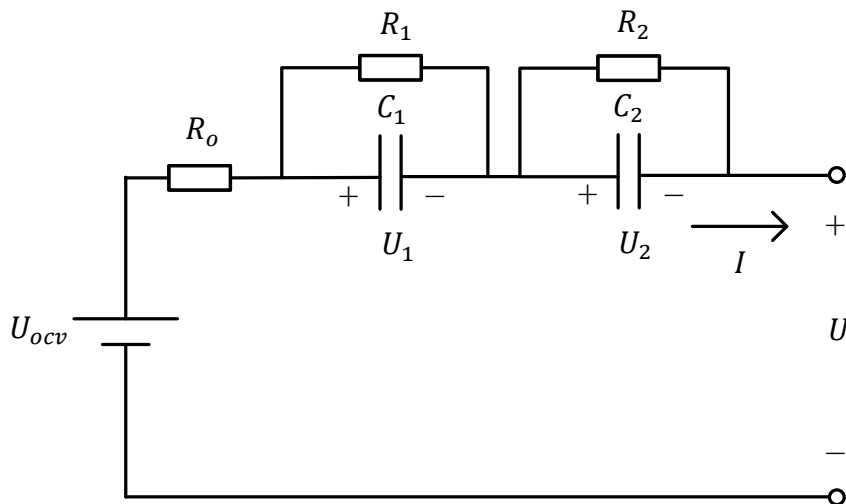 R₁
R₂
C₁
C₂
Rₒ
+ − + −
U₁
U₂
I
+
Uₒcᵥ
U
−